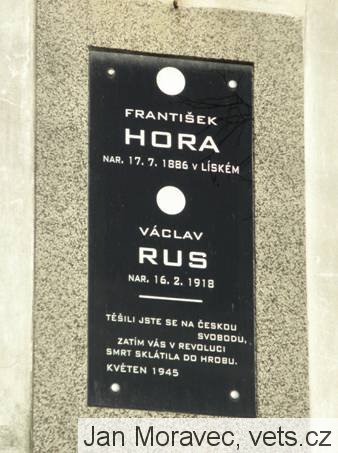 FRANTIŠEK
HORA
NAR. 17. 7. 1886 v LÍSKÉM
VÁCLAV
RUS
NAR. 16. 2. 1918
TĚŠILI JSTE SE NA ČESKOU
SVOBODU,
ZATÍM VÁS V REVOLUCI
SMRT SKLÁTILA DO HROBU.
KVĚTEN 1945
Jan Moravec, vets.cz